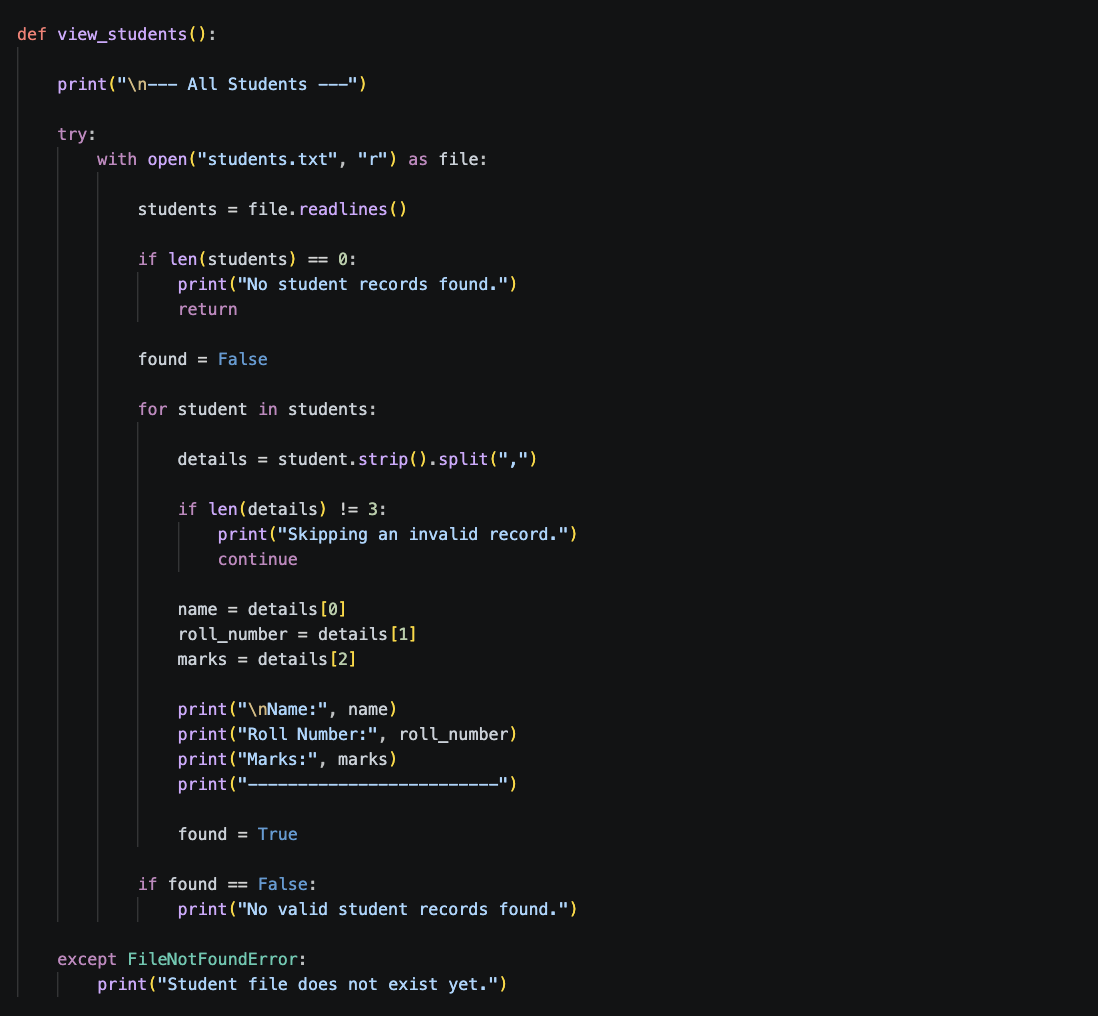 def view_students():
print("\n--- All Students ---")
try:
with open("students.txt", "r") as file:
students = file.readlines()
if len(students) == 0:
print("No student records found.")
return
found = False
for student in students:
details = student.strip().split(",")
if len(details) != 3:
print("Skipping an invalid record.")
continue
name = details[0]
roll_number = details[1]
marks = details[2]
print("\nName:", name)
print("Roll Number:", roll_number)
print("Marks:", marks)
print("-------------------------")
found = True
if found == False:
print("No valid student records found.")
except FileNotFoundError:
print("Student file does not exist yet.")